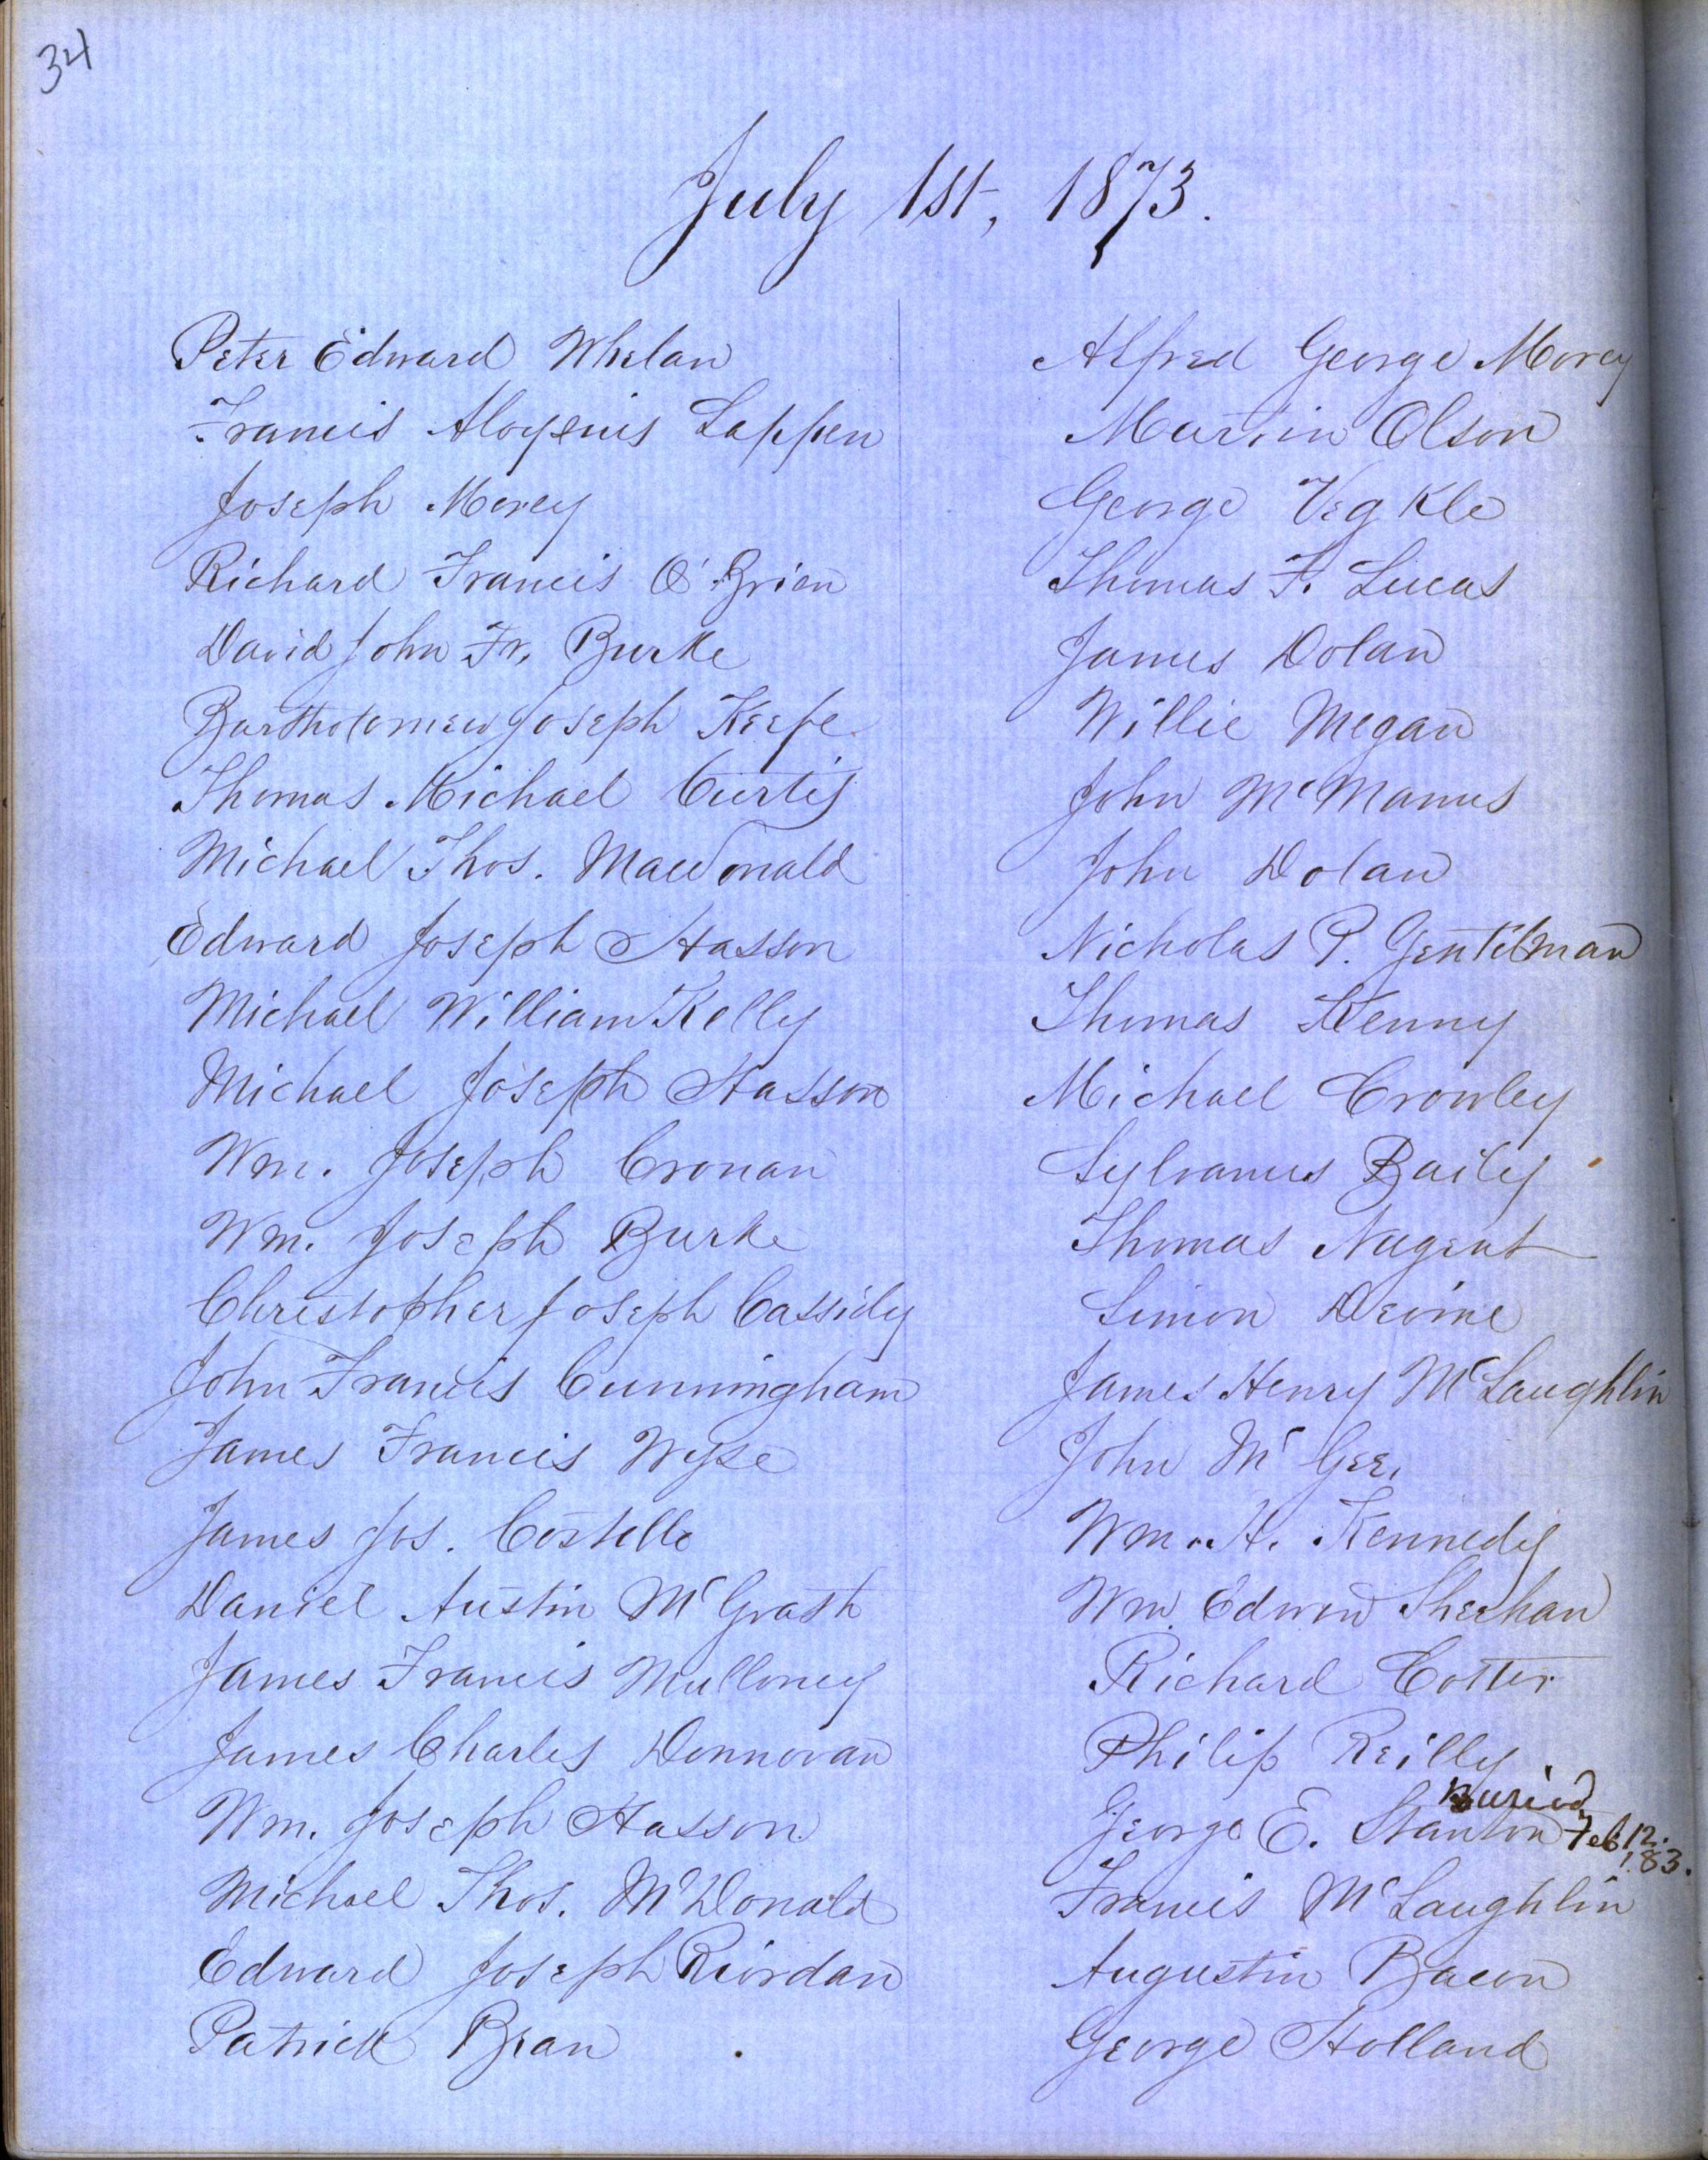 34
July 1st, 1873.
Peter Edward Whelan
Francis Aloysius Lappen
Joseph Morey
Richard Francis O'Brien
David John Fr. Burke
Bartholomew Joseph Keefe
Thomas Michael Curtis
Michael Thos. MacDonald
Edward Joseph Hasson
Michael William Kelly
Michael Joseph Hasson
Wm. Joseph Cronan
Wm. Joseph Burke
Christopher Joseph Cassidy
John Francis Cunningham
James Francis Wyse
James Jos. Costello
Daniel Austin McGrath
James Francis Mulloney
James Charles Donnovan
Wm. Joseph Hasson
Michael Thos. McDonald
Edward Joseph Riordan
Patrick Bean
Alfred George Morey
Martin Olson
George
Thomas F. Lucas
James Dolan
Willie Megan
John McManus
John Dolan
Nicholas P. Gentilman
Thomas Kenny
Michael Crowley
Sylvanus Baily
Thomas Nugent
Simon Devine
James Henry McLaughlin
John McGee.
Wm. H. Kennedy
Wm. Edwin Sheehan
Richard Cotter
Philip Reilly
George E. Stanton Buried Feb. 12. '83.
Francis McLaughlin
Augustin Bacon
George Holland